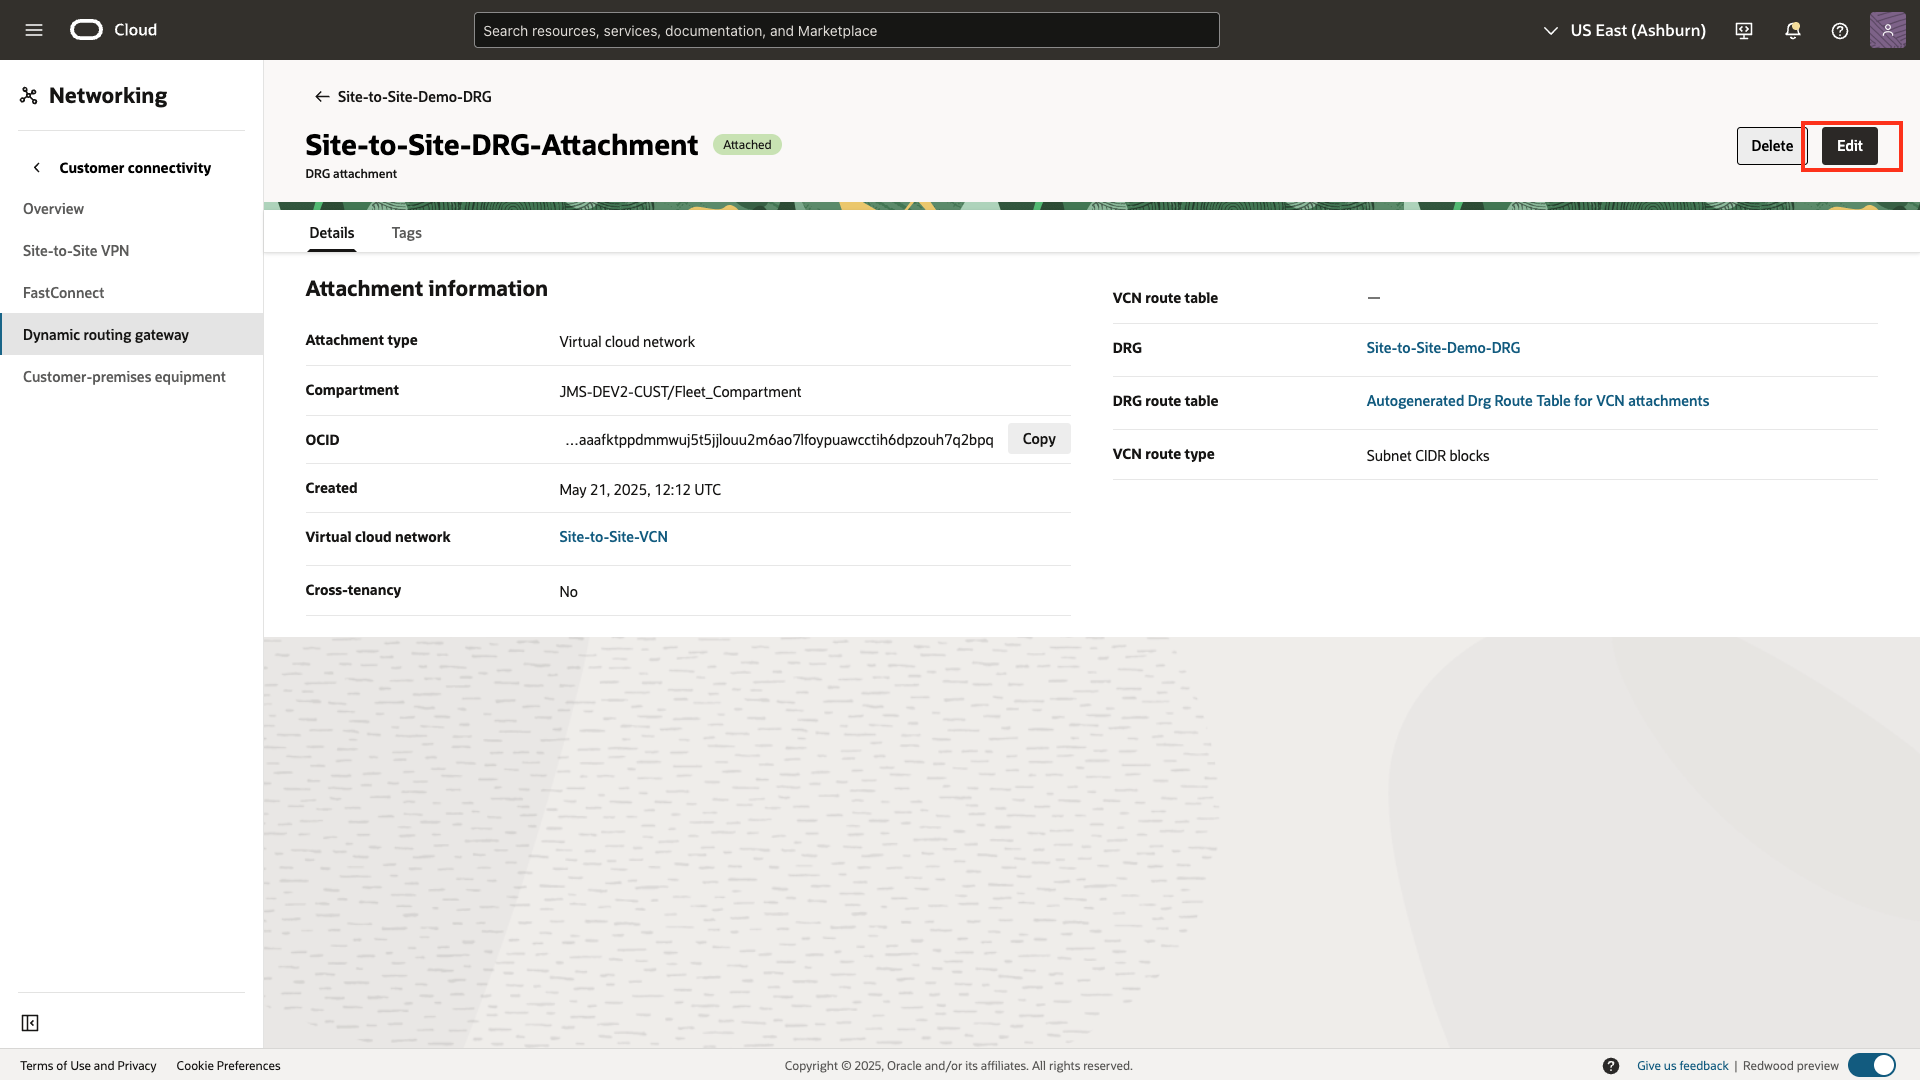 Cloud
Search resources, services, documentation, and Marketplace
US East (Ashburn)
Networking
Customer connectivity
Overview
Site-to-Site VPN
FastConnect
Dynamic routing gateway
Customer-premises equipment
Site-to-Site-Demo-DRG
Site-to-Site-DRG-Attachment
Attached
DRG attachment
Delete
Edit
Details
Tags
Attachment information
Attachment type
Virtual cloud network
Compartment
JMS-DEV2-CUST/Fleet_Compartment
OCID
...aaafktppdmmwuj5t5jjlouu2m6ao7lfoypuawcctih6dpzouh7q2bpq
Copy
Created
May 21, 2025, 12:12 UTC
Virtual cloud network
Site-to-Site-VCN
Cross-tenancy
No
VCN route table
—
DRG
Site-to-Site-Demo-DRG
DRG route table
Autogenerated Drg Route Table for VCN attachments
VCN route type
Subnet CIDR blocks
Terms of Use and Privacy
Cookie Preferences
Copyright © 2025, Oracle and/or its affiliates. All rights reserved.
Give us feedback | Redwood preview